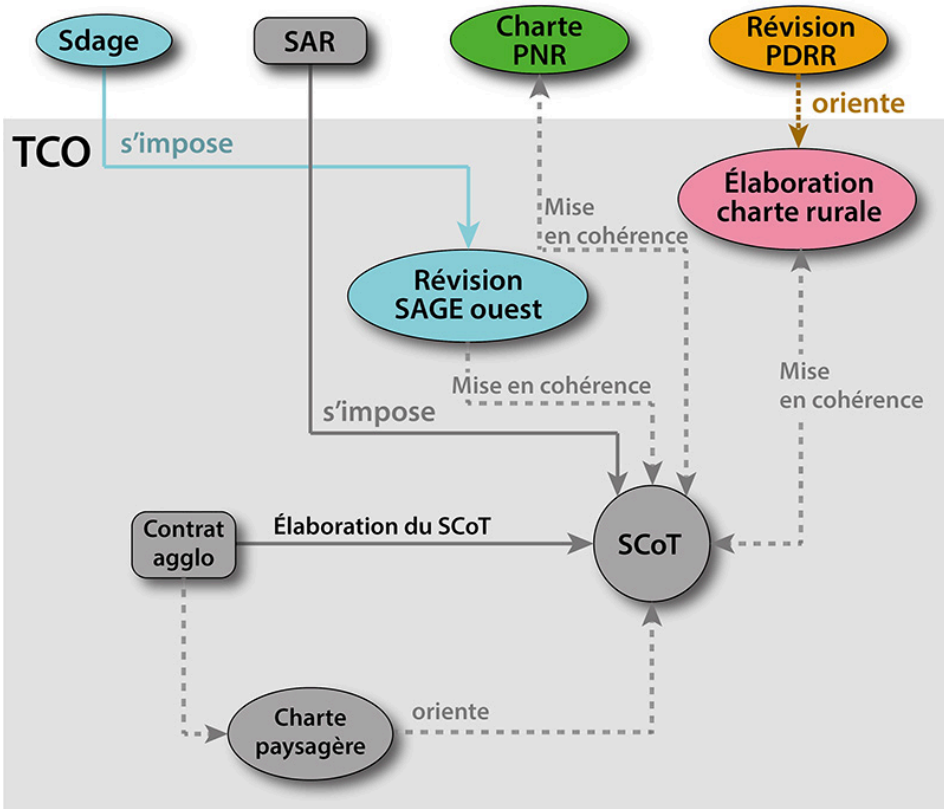 Sdage
SAR
Charte
PNR
Révision
PDRR
oriente
TCO
s'impose
Élaboration
charte rurale
Mise
en cohérence
Révision
SAGE ouest
Mise en cohérence
Mise
en cohérence
s'impose
Contrat
agglo
Élaboration du SCoT
SCoT
Charte
paysagère
oriente